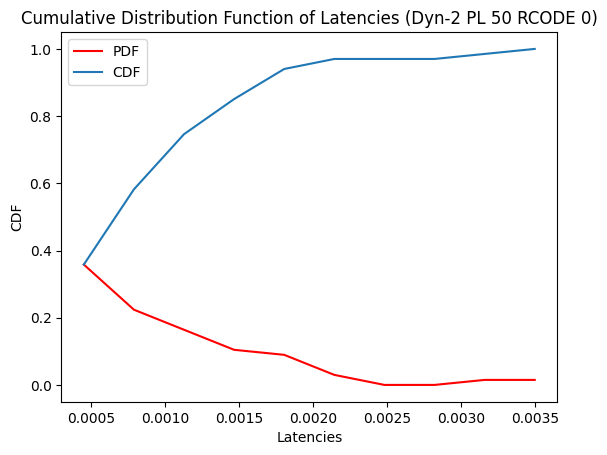 Cumulative Distribution Function of Latencies (Dyn-2 PL 50 RCODE 0)
PDF
CDF
1.0
0.8
0.6
0.4
0.2
0.0
CDF
0.0005
0.0010
0.0015
0.0020
0.0025
0.0030
0.0035
Latencies